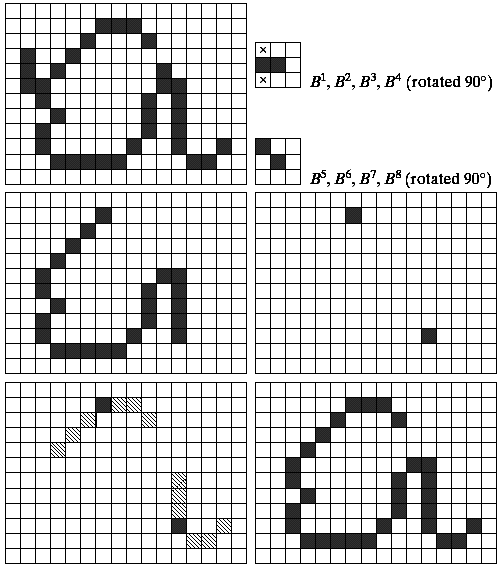 ×
×
B¹, B², B³, B⁴ (rotated 90°)
B⁵, B⁶, B⁷, B⁸ (rotated 90°)